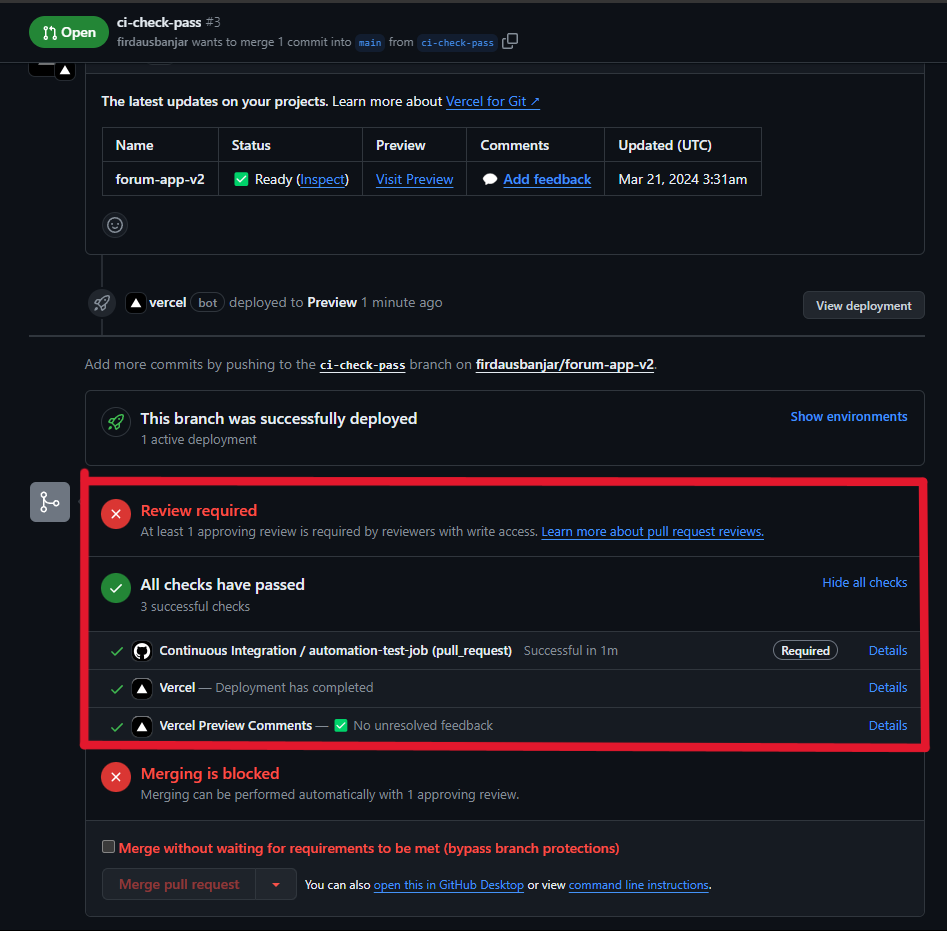 Open
ci-check-pass #3
firdausbanjar wants to merge 1 commit into main from ci-check-pass
The latest updates on your projects. Learn more about Vercel for Git ↗
Name Status Preview Comments Updated (UTC)
forum-app-v2 ✅ Ready (Inspect) Visit Preview 💬 Add feedback Mar 21, 2024 3:31am
vercel bot deployed to Preview 1 minute ago
View deployment
Add more commits by pushing to the ci-check-pass branch on firdausbanjar/forum-app-v2.
This branch was successfully deployed
Show environments
1 active deployment
Review required
At least 1 approving review is required by reviewers with write access. Learn more about pull request reviews.
All checks have passed
Hide all checks
3 successful checks
Continuous Integration / automation-test-job (pull_request) Successful in 1m Required Details
Vercel — Deployment has completed Details
Vercel Preview Comments — ✅ No unresolved feedback Details
Merging is blocked
Merging can be performed automatically with 1 approving review.
Merge without waiting for requirements to be met (bypass branch protections)
Merge pull request
You can also open this in GitHub Desktop or view command line instructions.